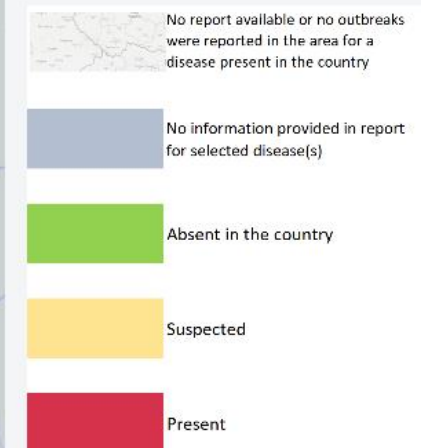 No report available or no outbreaks
were reported in the area for a
disease present in the country
No information provided in report
for selected disease(s)
Absent in the country
Suspected
Present